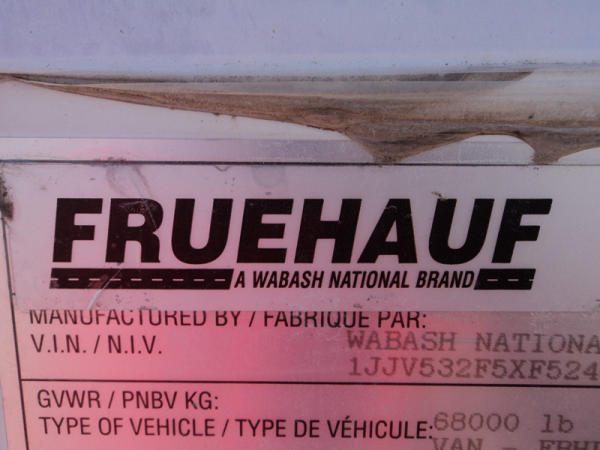 FRUEHAUF
A WABASH NATIONAL BRAND
MANUFACTURED BY / FABRIQUE PAR: WABASH NATIONA
V.I.N. / N.I.V. 1JJV532F5XF524
GVWR / PNBV KG: 68000 lb
TYPE OF VEHICLE / TYPE DE VÉHICULE: VAN -